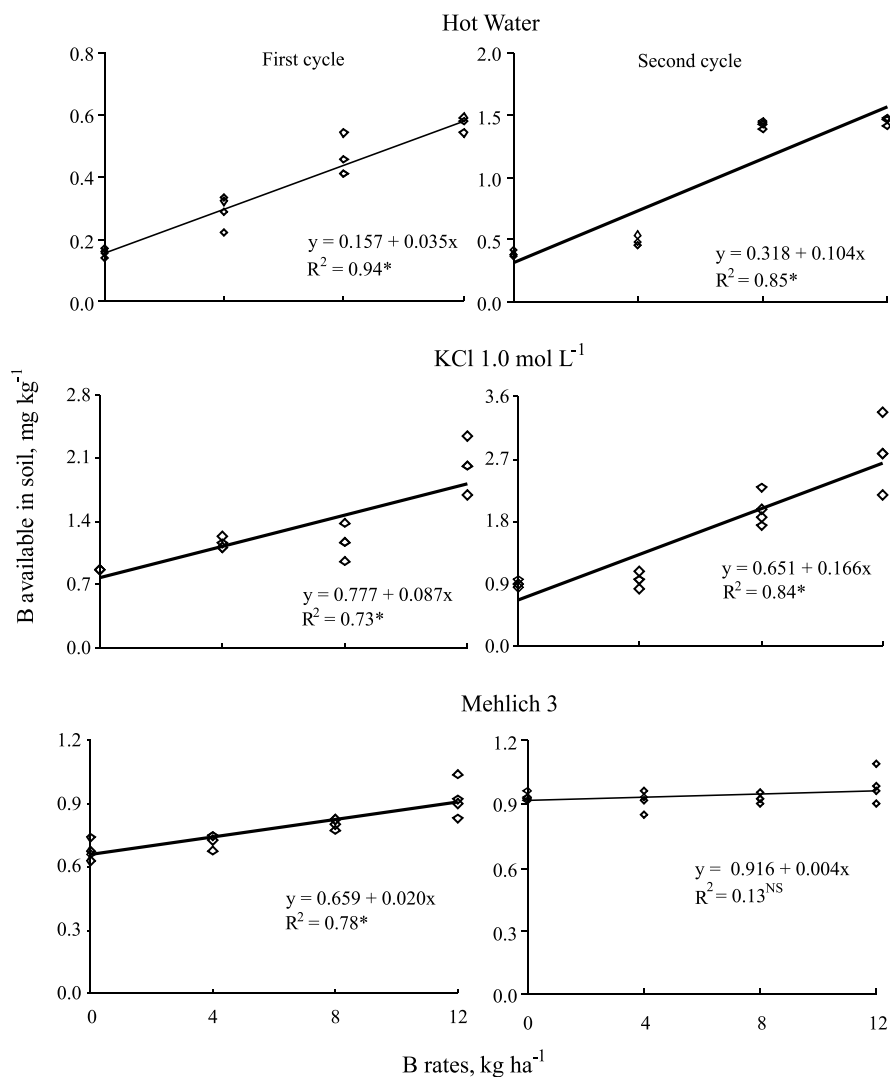 Hot Water
First cycle
Second cycle
0.8
0.6
0.4
0.2
0.0
y = 0.157 + 0.035x
R² = 0.94*
2.0
1.5
1.0
0.5
0.0
y = 0.318 + 0.104x
R² = 0.85*
KCl 1.0 mol L⁻¹
B available in soil, mg kg⁻¹
2.8
2.1
1.4
0.7
0.0
y = 0.777 + 0.087x
R² = 0.73*
3.6
2.7
1.8
0.9
0.0
y = 0.651 + 0.166x
R² = 0.84*
Mehlich 3
1.2
0.9
0.6
0.3
0.0
y = 0.659 + 0.020x
R² = 0.78*
0 4 8 12
1.2
0.9
0.6
0.3
0.0
y = 0.916 + 0.004x
R² = 0.13ᴺˢ
0 4 8 12
B rates, kg ha⁻¹